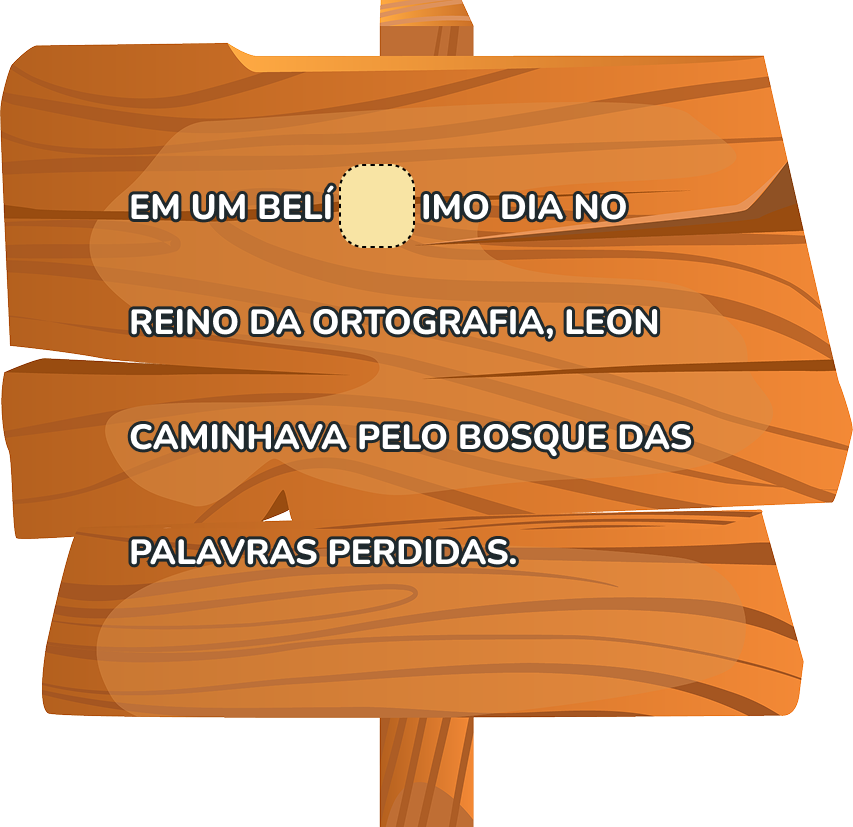 EM UM BELÍ IMO DIA NO
REINO DA ORTOGRAFIA, LEON
CAMINHAVA PELO BOSQUE DAS
PALAVRAS PERDIDAS.